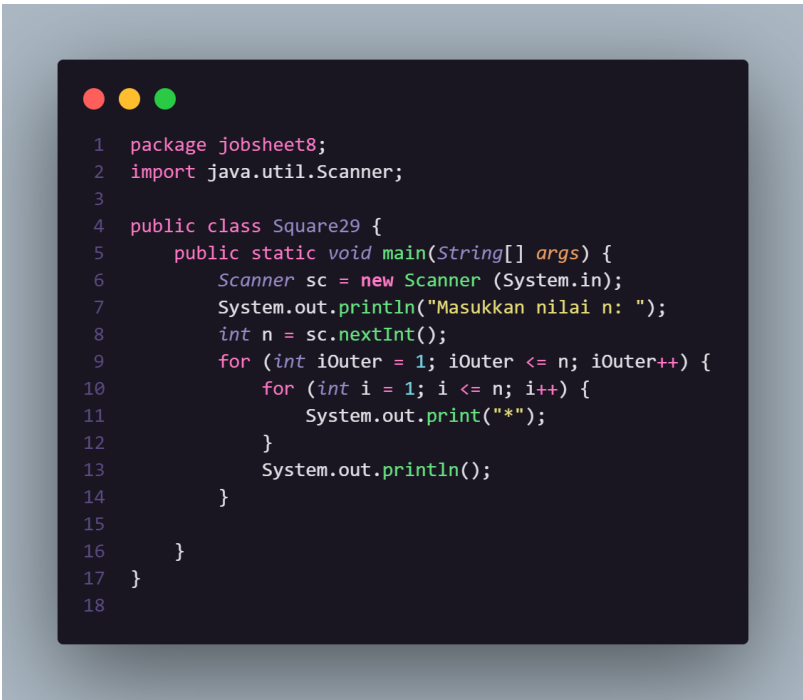 1 package jobsheet8;
2 import java.util.Scanner;
3
4 public class Square29 {
5     public static void main(String[] args) {
6         Scanner sc = new Scanner (System.in);
7         System.out.println("Masukkan nilai n: ");
8         int n = sc.nextInt();
9         for (int iOuter = 1; iOuter <= n; iOuter++) {
10             for (int i = 1; i <= n; i++) {
11                 System.out.print("*");
12             }
13             System.out.println();
14         }
15
16     }
17 }
18